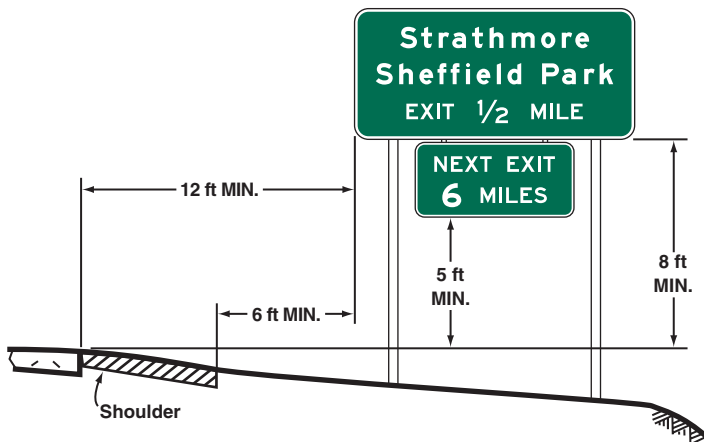 Strathmore
Sheffield Park
EXIT 1/2 MILE
NEXT EXIT
6 MILES
12 ft MIN.
5 ft
MIN.
8 ft
MIN.
6 ft MIN.
Shoulder